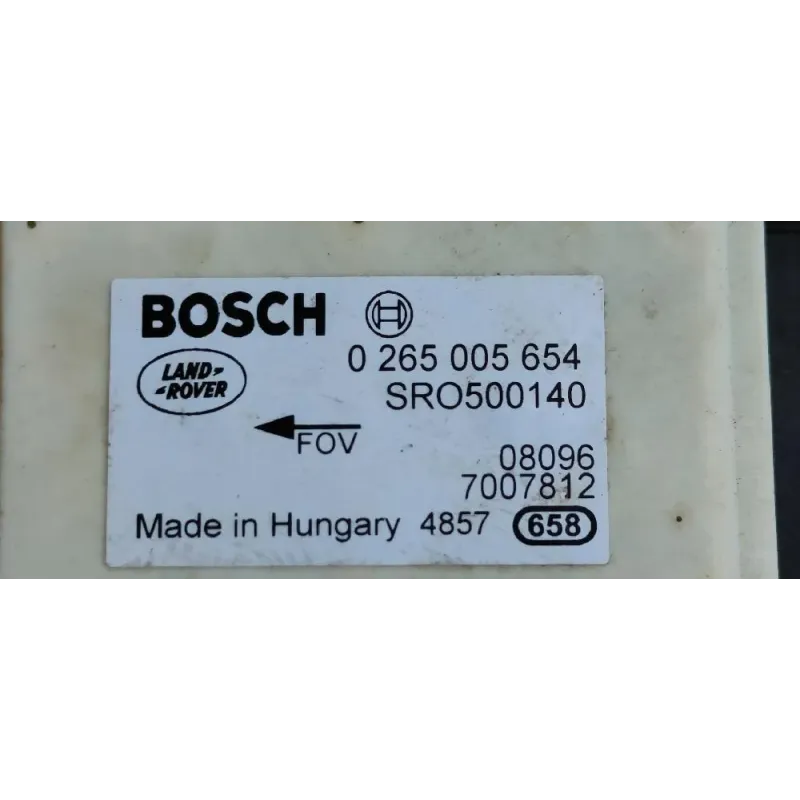 BOSCH
0 265 005 654
LAND-
-ROVER
SRO500140
FOV
08096
7007812
Made in Hungary 4857 658